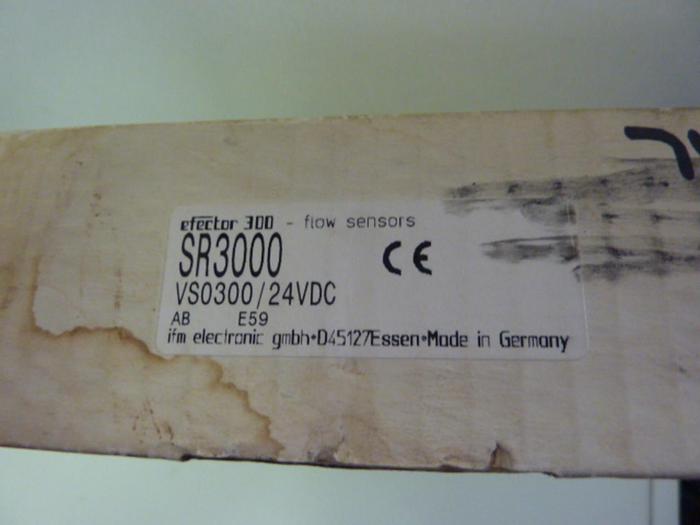 efector 300 - flow sensors
SR3000 CE
VS0300/24VDC
AB E59
ifm electronic gmbh•D45127Essen•Made in Germany